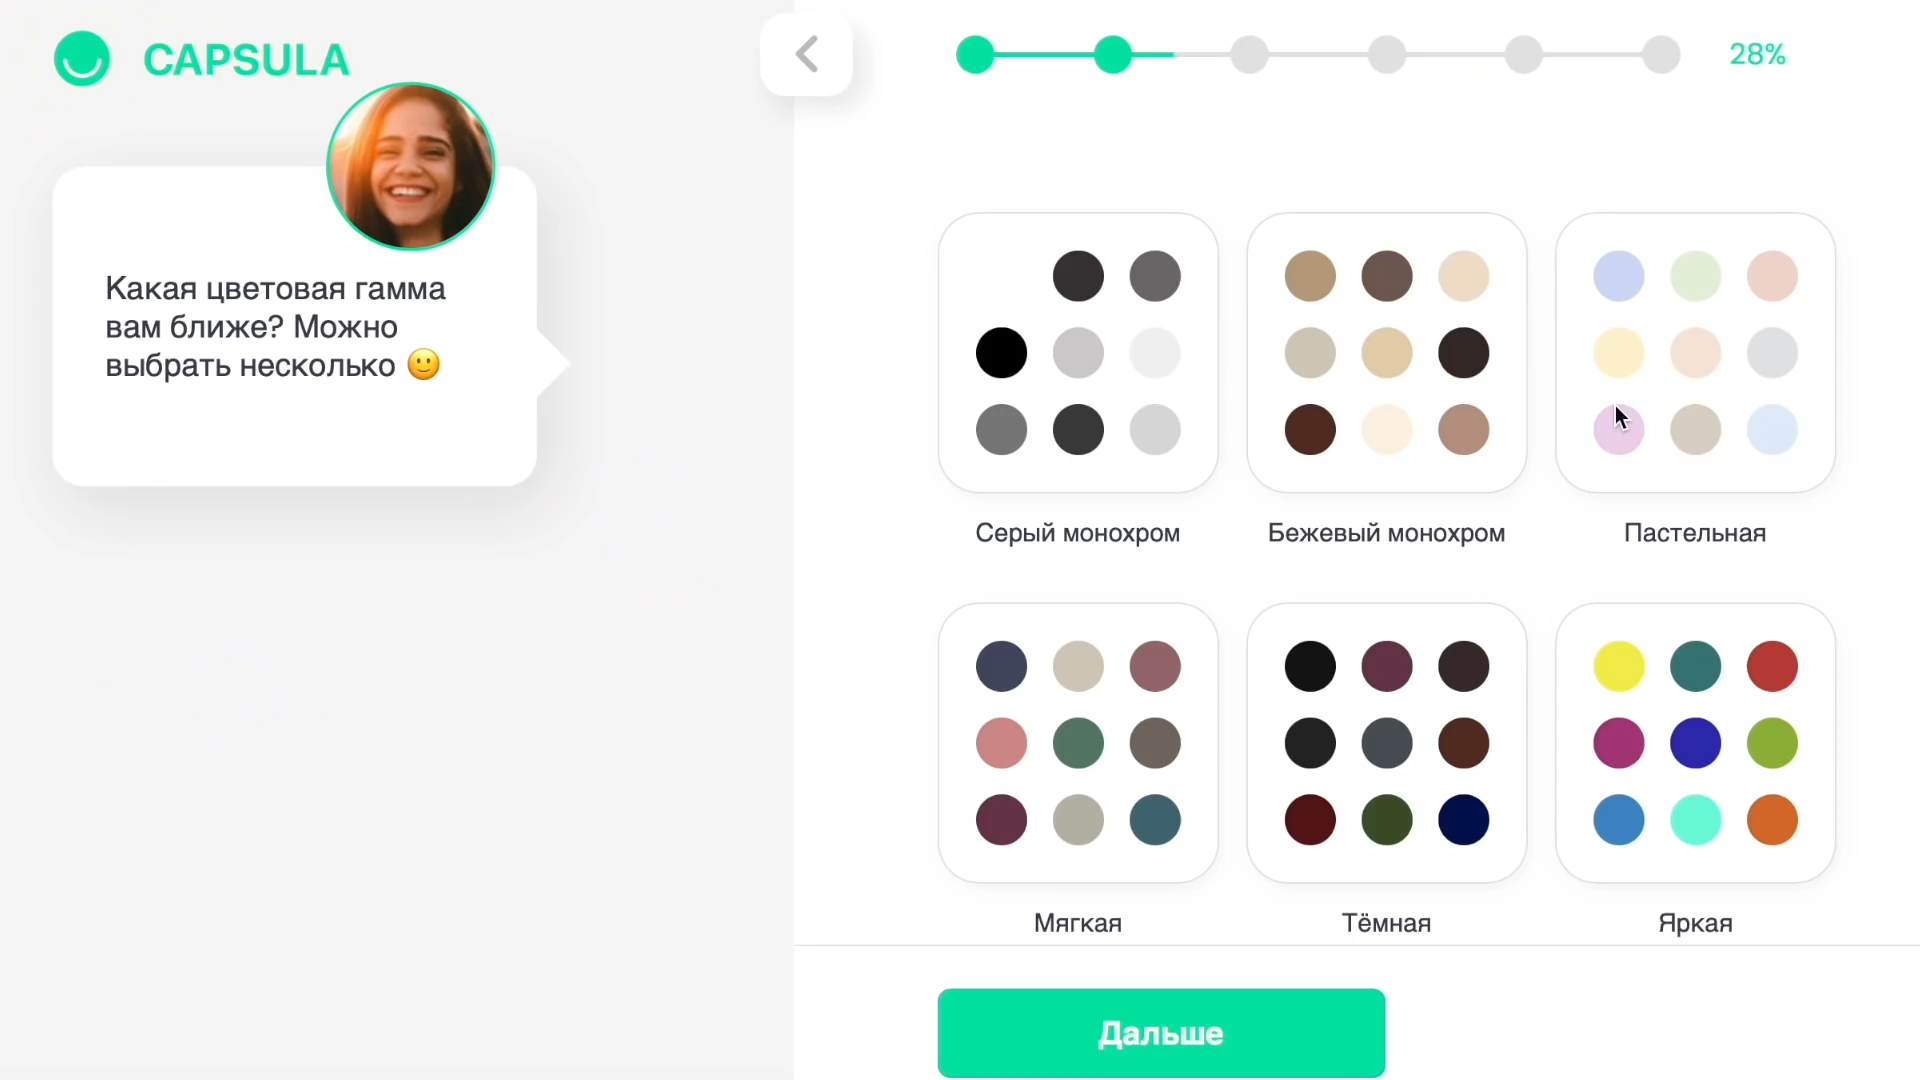 CAPSULA
28%
Какая цветовая гамма
вам ближе? Можно
выбрать несколько 🙂
Серый монохром
Бежевый монохром
Пастельная
Мягкая
Тёмная
Яркая
Дальше